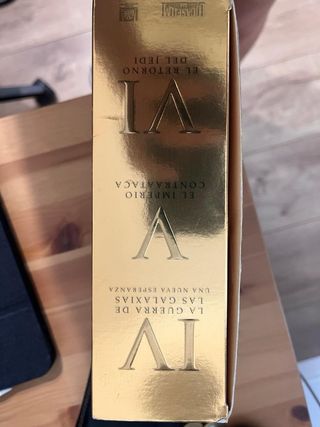 IV
LA GUERRA DE
LAS GALAXIAS
UNA NUEVA ESPERANZA
V
EL IMPERIO
CONTRAATACA
VI
EL RETORNO
DEL JEDI